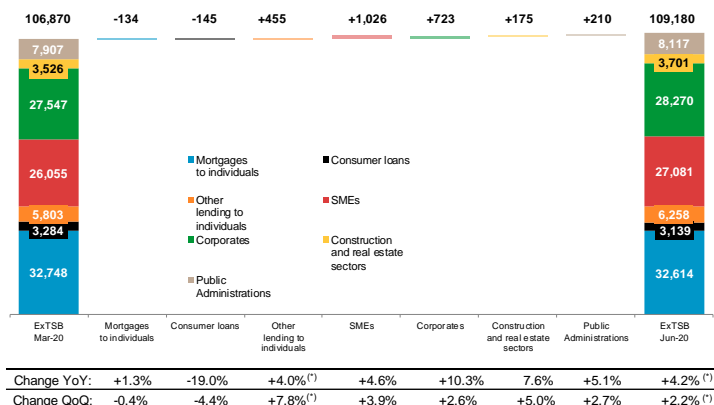 106,870 -134 -145 +455 +1,026 +723 +175 +210 109,180
7,907 8,117
3,526 3,701
27,547 28,270
26,055 27,081
5,803 6,258
3,284 3,139
32,748 32,614
Mortgages
to individuals
Consumer loans
Other
lending to
individuals
SMEs
Corporates
Construction
and real estate
sectors
Public
Administrations
ExTSB
Mar-20
Mortgages
to individuals
Consumer loans
Other
lending to
individuals
SMEs
Corporates
Construction
and real estate
sectors
Public
Administrations
ExTSB
Jun-20
Change YoY: +1.3% -19.0% +4.0%(*) +4.6% +10.3% 7.6% +5.1% +4.2%(*)
Change QoQ: -0.4% -4.4% +7.8%(*) +3.9% +2.6% +5.0% +2.7% +2.2%(*)